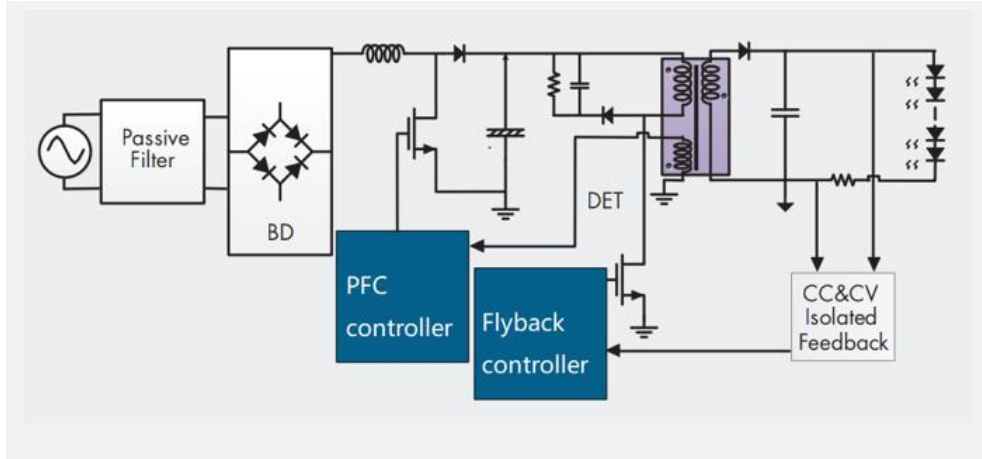 Passive
Filter
BD
DET
PFC
controller
Flyback
controller
CC&CV
Isolated
Feedback